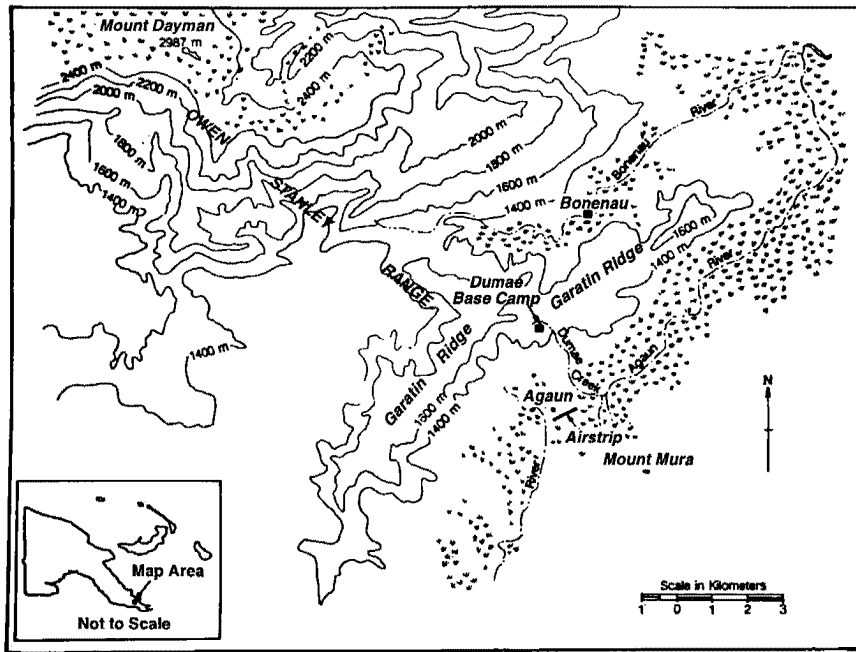 Mount Dayman
2987 m
2200 m
2400 m
2400 m
2200 m
2000 m
1800 m
1600 m
1400 m
OWEN
STANLEY
RANGE
2000 m
1800 m
1600 m
1400 m
Bonenau
River
Bonenau
1600 m
1400 m
Garatin Ridge
River
Agaun
Dumae
Base Camp
Dumae
Creek
Garatin Ridge
1600 m
1400 m
1400 m
Agaun
Airstrip
River
Mount Mura
N
Map Area
Not to Scale
Scale in Kilometers
1 0 1 2 3